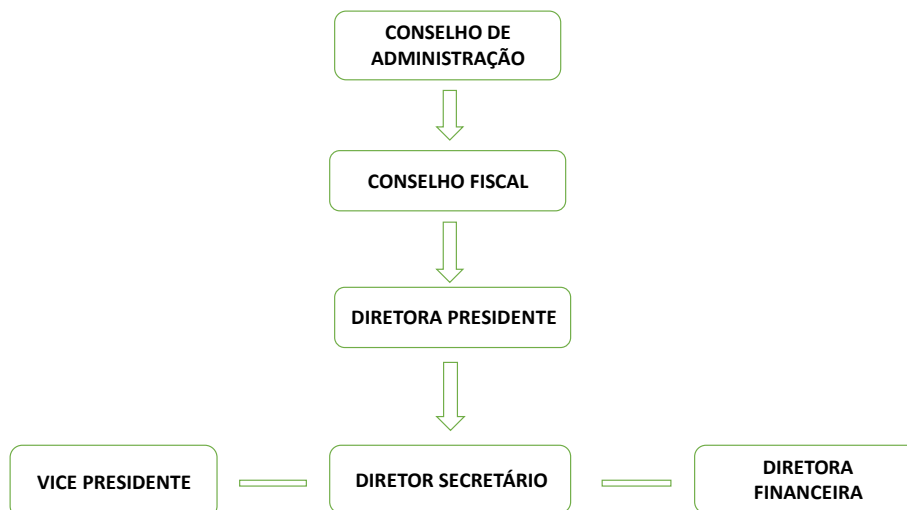 CONSELHO DE
ADMINISTRAÇÃO
CONSELHO FISCAL
DIRETORA PRESIDENTE
VICE PRESIDENTE
DIRETOR SECRETÁRIO
DIRETORA
FINANCEIRA